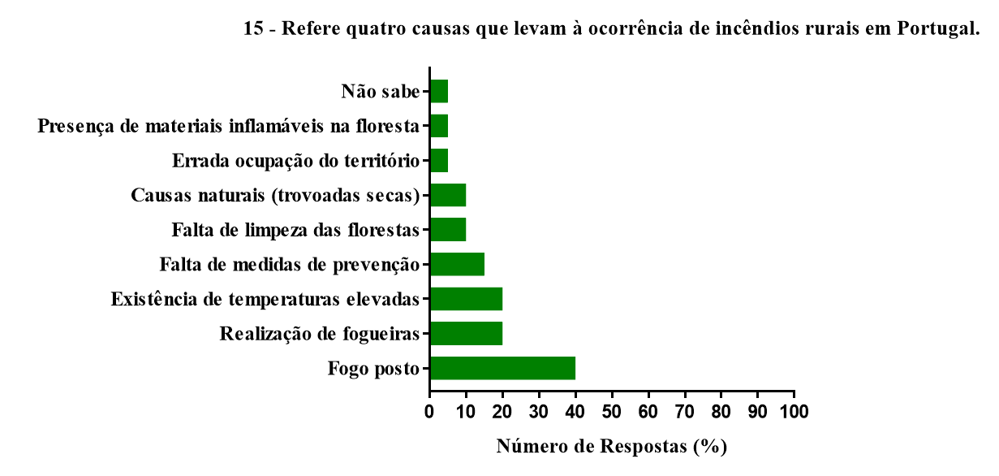 15 - Refere quatro causas que levam à ocorrência de incêndios rurais em Portugal.
Não sabe
Presença de materiais inflamáveis na floresta
Errada ocupação do território
Causas naturais (trovoadas secas)
Falta de limpeza das florestas
Falta de medidas de prevenção
Existência de temperaturas elevadas
Realização de fogueiras
Fogo posto
0 10 20 30 40 50 60 70 80 90 100
Número de Respostas (%)